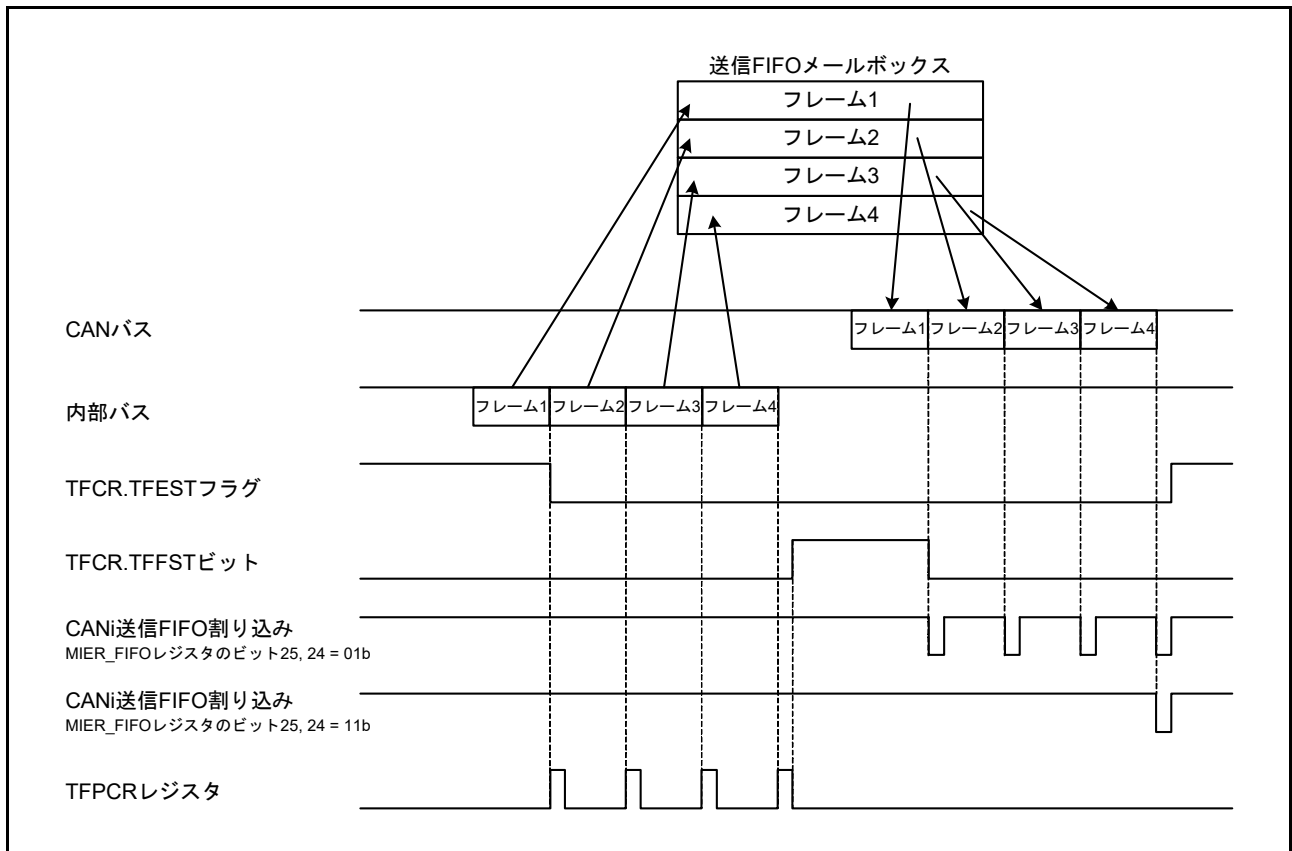 送信FIFOメールボックス
フレーム1
フレーム2
フレーム3
フレーム4
CANバス
フレーム1 フレーム2 フレーム3 フレーム4
内部バス
フレーム1 フレーム2 フレーム3 フレーム4
TFCR.TFESTフラグ
TFCR.TFFSTビット
CANi送信FIFO割り込み
MIER_FIFOレジスタのビット25, 24 = 01b
CANi送信FIFO割り込み
MIER_FIFOレジスタのビット25, 24 = 11b
TFPCRレジスタ